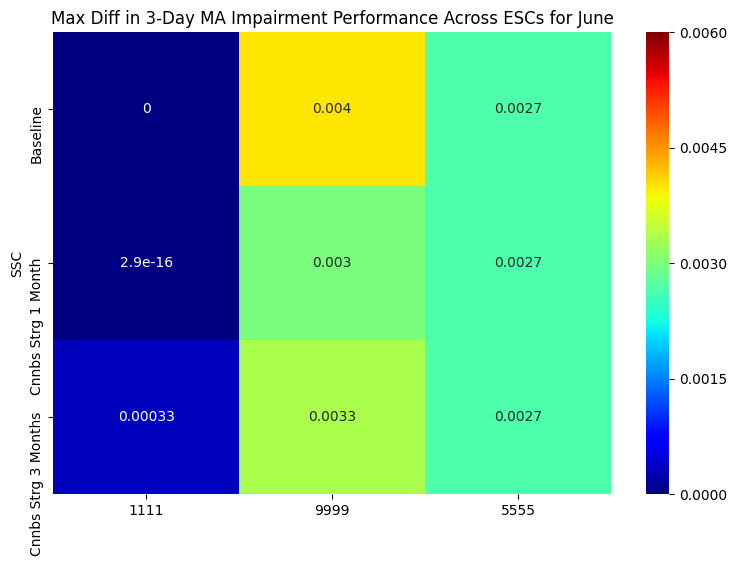 Max Diff in 3-Day MA Impairment Performance Across ESCs for June
SSC
Baseline
0
0.004
0.0027
Cnnbs Strg 1 Month
2.9e-16
0.003
0.0027
Cnnbs Strg 3 Months
0.00033
0.0033
0.0027
1111
9999
5555
0.0060
0.0045
0.0030
0.0015
0.0000